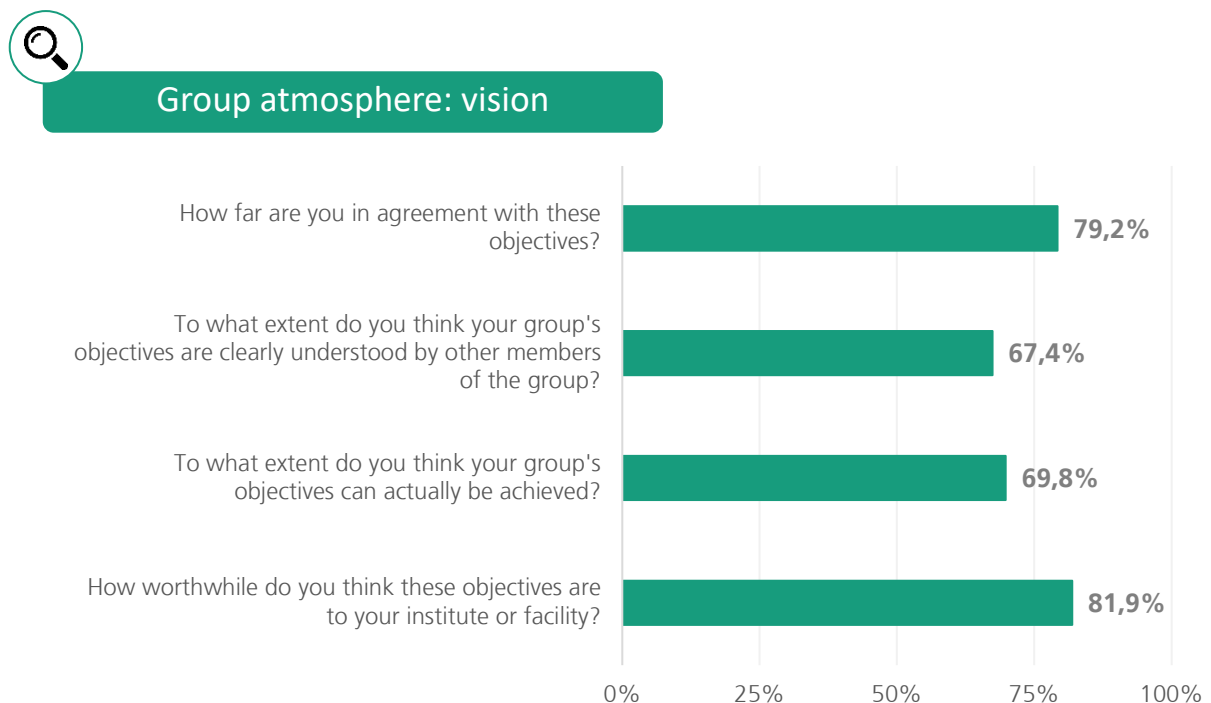 Group atmosphere: vision
How far are you in agreement with these
objectives?
79,2%
To what extent do you think your group's
objectives are clearly understood by other members
of the group?
67,4%
To what extent do you think your group's
objectives can actually be achieved?
69,8%
How worthwhile do you think these objectives are
to your institute or facility?
81,9%
0% 25% 50% 75% 100%